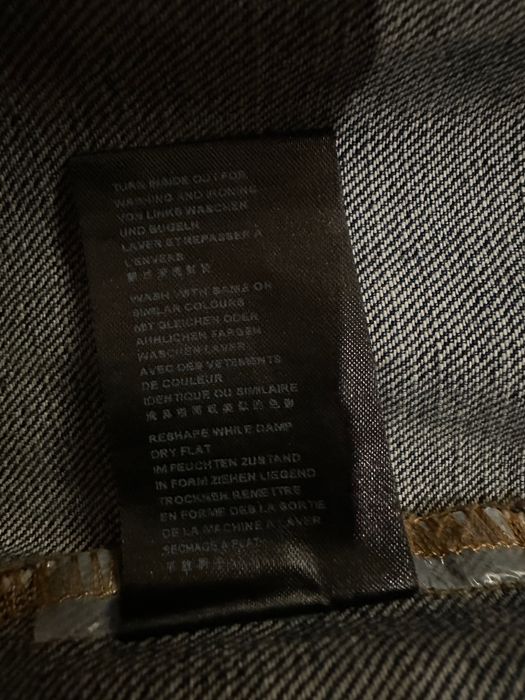 TURN INSIDE OUT FOR
WASHING AND IRONING
VON LINKS WASCHEN
UND BUGELN
LAVER ET REPASSER A
L'ENVERS
WASH WITH SAME OR
SIMILAR COLOURS
MIT GLEICHEN ODER
AHNLICHEN FARBEN
WASCHEN LAVER
AVEC DES VETEMENTS
DE COULEUR
IDENTIQUE OU SIMILAIRE
RESHAPE WHILE DAMP
DRY FLAT
IM FEUCHTEN ZUSTAND
IN FORM ZIEHEN LIEGEND
TROCKNEN REMETTRE
EN FORME DES LA SORTIE
DE LA MACHINE A LAVER
SECHAGE A PLAT